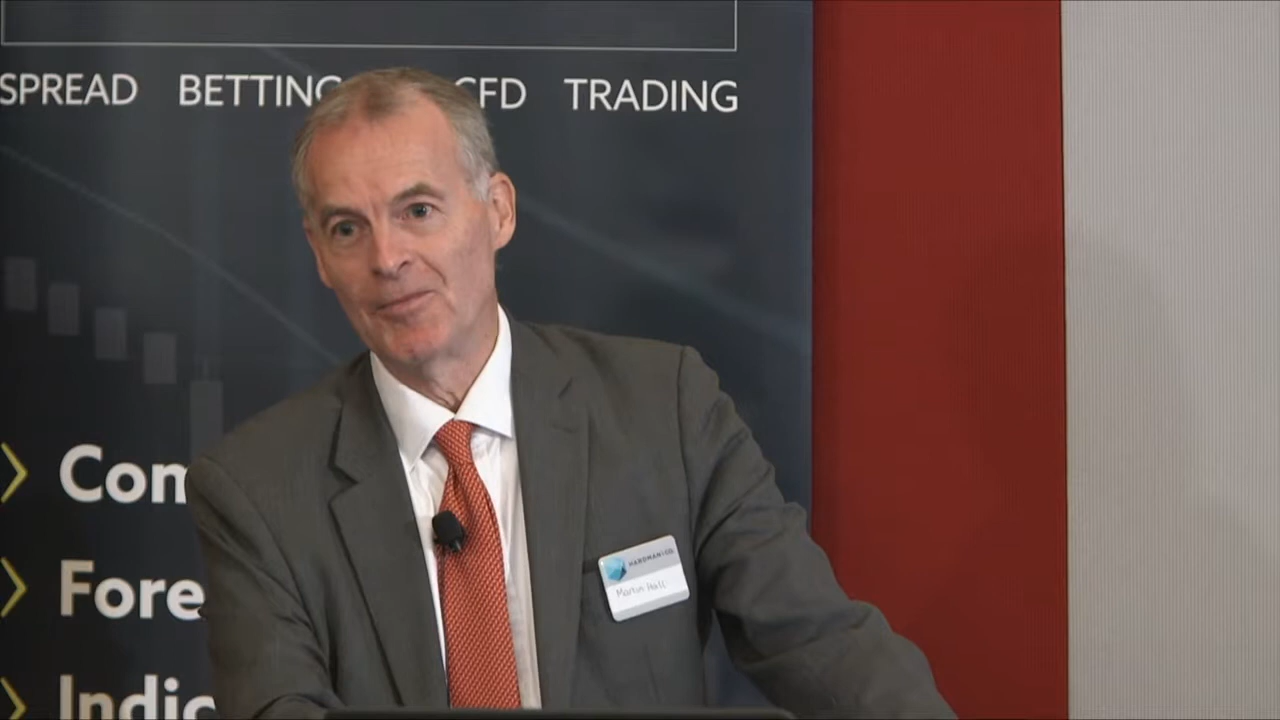 SPREAD BETTING CFD TRADING
HARDMAN&CO.
Martin Hall
Com
Fore
Indic